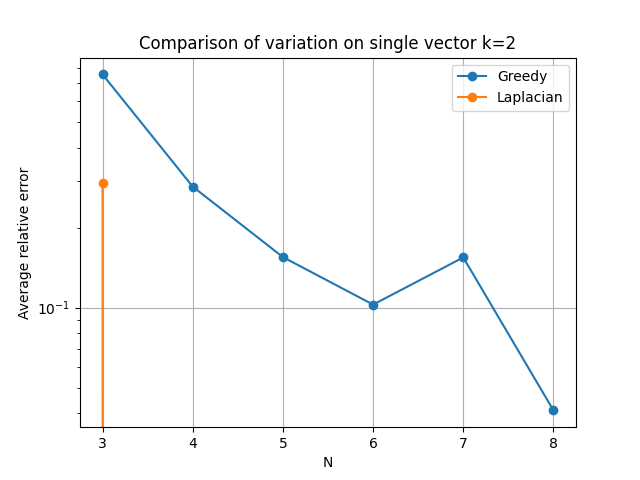 Comparison of variation on single vector k=2
Greedy
Laplacian
Average relative error
10⁻¹
3 4 5 6 7 8
N